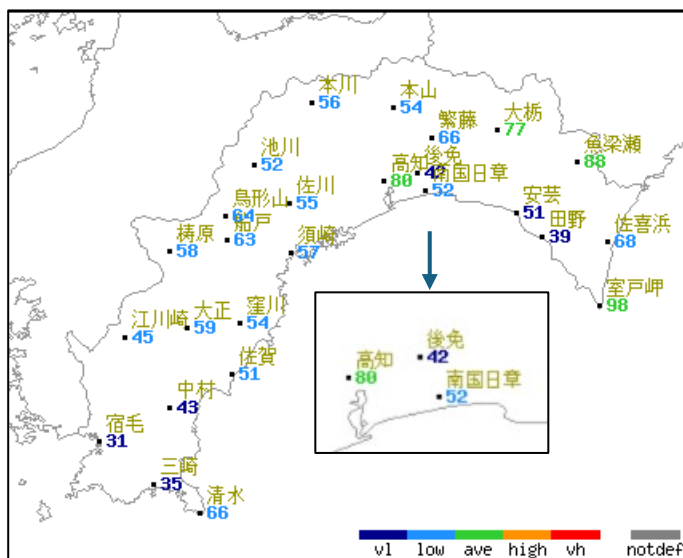 本川
56
本山
54
大栃
77
繁藤
66
魚梁瀬
88
池川
52
高知
80
後免
42
南国日章
52
佐川
55
安芸
51
鳥形山
64
船戸
63
田野
39
佐喜浜
68
梼原
58
須崎
57
室戸岬
98
江川崎
45
大正
59
窪川
54
佐賀
51
後免
42
高知
80
南国日章
52
中村
43
宿毛
31
三崎
35
清水
66
vl low ave high vh notdef